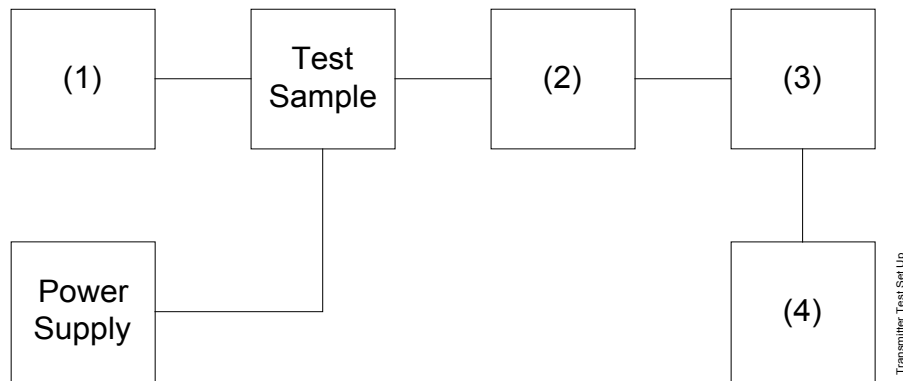 (1)
Test
Sample
(2)
(3)
Power
Supply
(4)
Transmitter Test Set Up